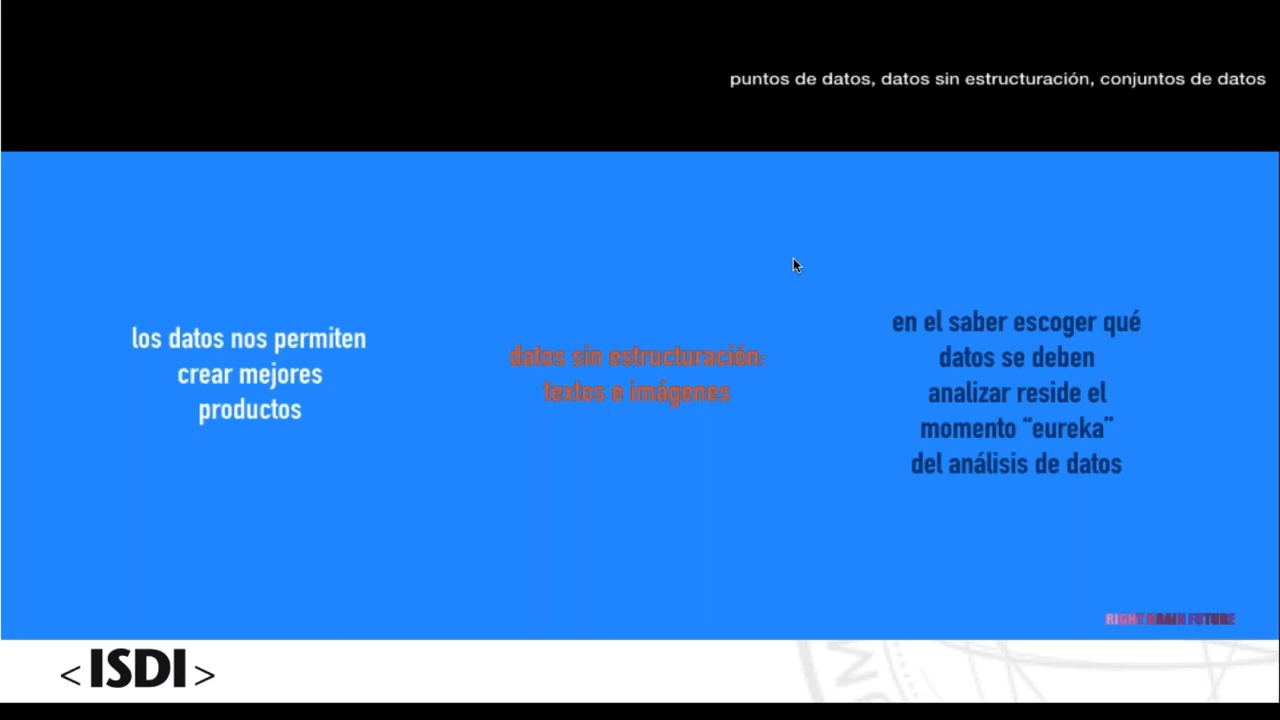 puntos de datos, datos sin estructuración, conjuntos de datos
los datos nos permiten
crear mejores
productos
datos sin estructuración:
textos e imágenes
en el saber escoger qué
datos se deben
analizar reside el
momento “eureka”
del análisis de datos
RIGHT BRAIN FUTURE
<ISDI>